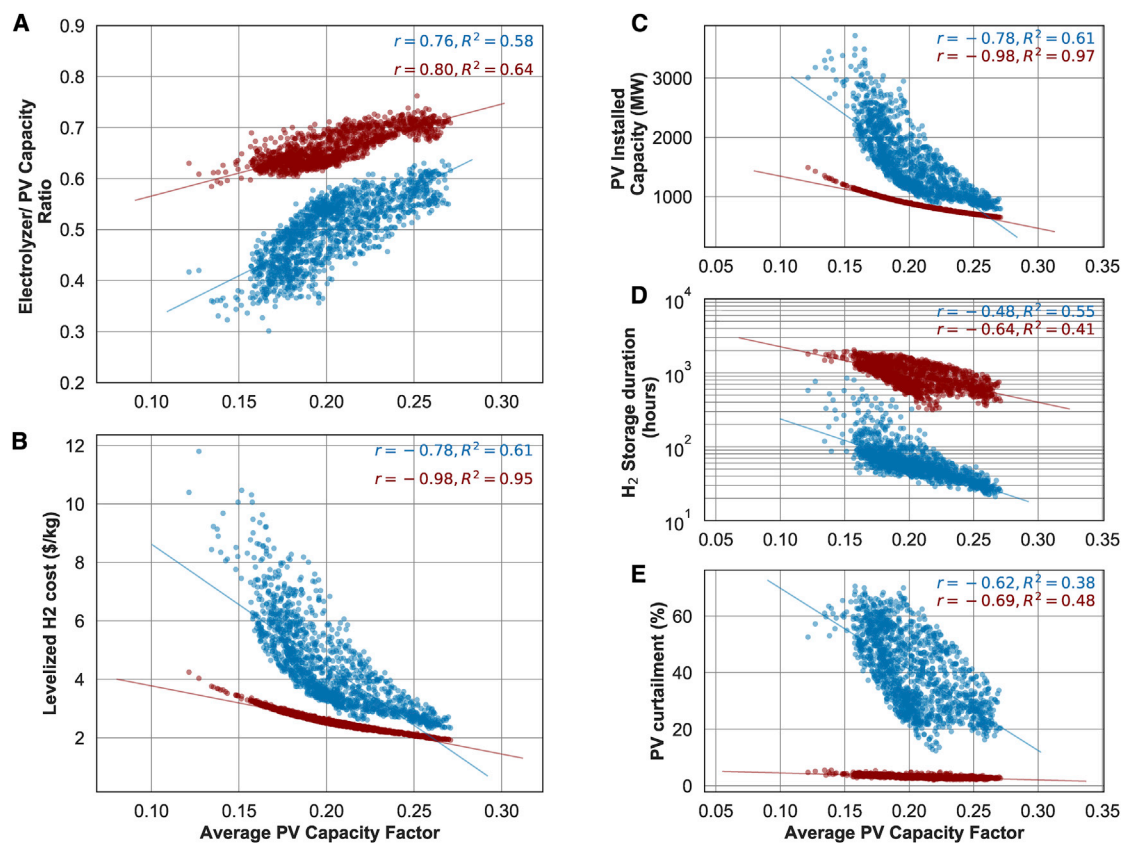 A
0.9
0.8
0.7
0.6
0.5
0.4
0.3
0.2
Electrolyzer/ PV Capacity
Ratio
r = 0.76, R² = 0.58
r = 0.80, R² = 0.64
0.10 0.15 0.20 0.25 0.30
B
12
10
8
6
4
2
Levelized H2 cost ($/kg)
r = − 0.78, R² = 0.61
r = − 0.98, R² = 0.95
0.10 0.15 0.20 0.25 0.30
Average PV Capacity Factor
C
3000
2000
1000
PV Installed
Capacity (MW)
r = − 0.78, R² = 0.61
r = − 0.98, R² = 0.97
0.05 0.10 0.15 0.20 0.25 0.30 0.35
D
10⁴
10³
10²
10¹
H₂ Storage duration
(hours)
r = − 0.48, R² = 0.55
r = − 0.64, R² = 0.41
0.05 0.10 0.15 0.20 0.25 0.30 0.35
E
60
40
20
0
PV curtailment (%)
r = − 0.62, R² = 0.38
r = − 0.69, R² = 0.48
0.05 0.10 0.15 0.20 0.25 0.30 0.35
Average PV Capacity Factor